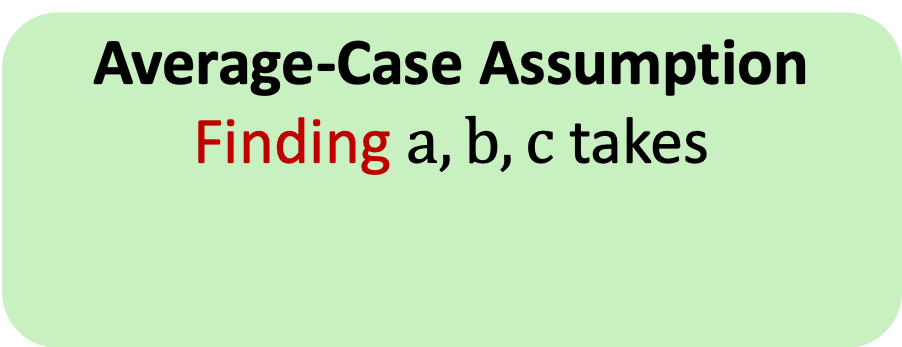 Average-Case Assumption
Finding a, b, c takes